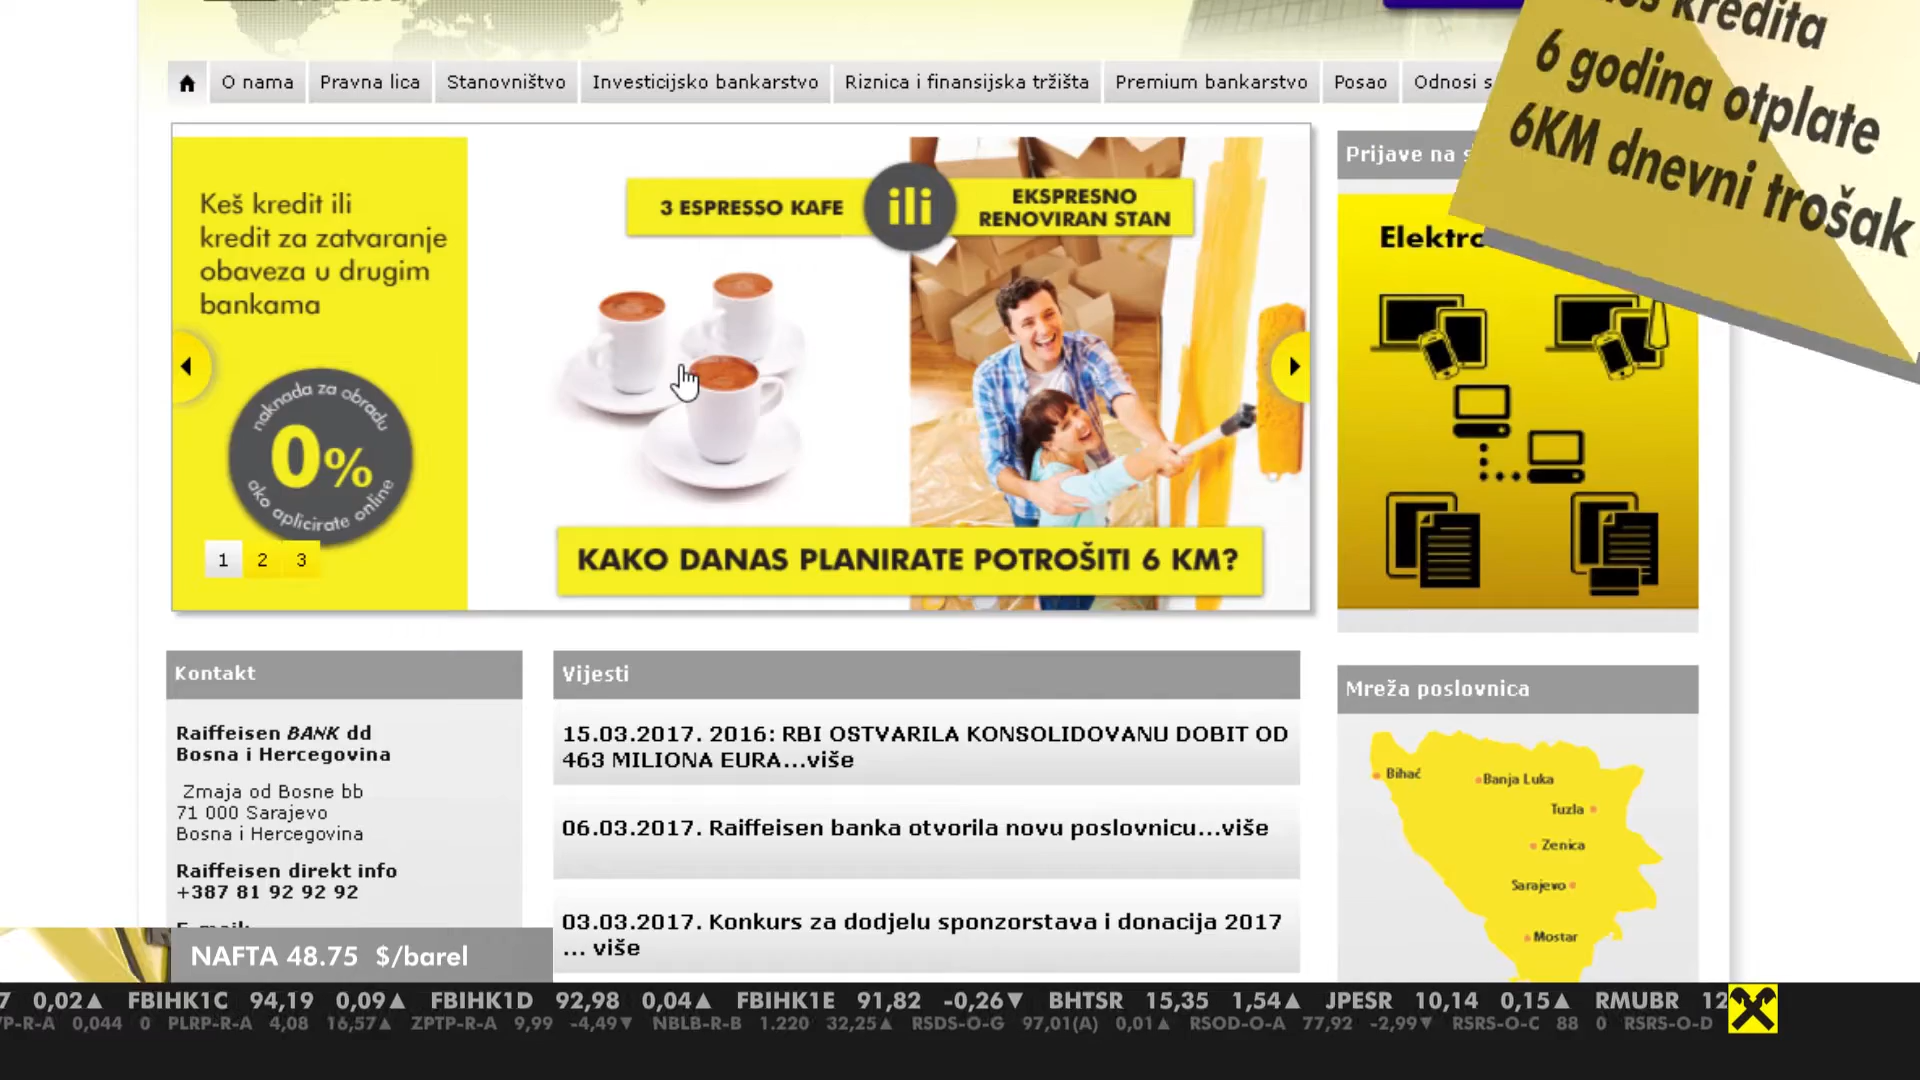 kredita
6 godina otplate
6KM dnevni trošak
O nama
Pravna lica
Stanovništvo
Investicijsko bankarstvo
Riznica i finansijska tržišta
Premium bankarstvo
Posao
Odnosi s
Keš kredit ili
kredit za zatvaranje
obaveza u drugim
bankama
naknada za obradu
0%
ako aplicirate online
1 2 3
3 ESPRESSO KAFE
ili
EKSPRESNO
RENOVIRAN STAN
KAKO DANAS PLANIRATE POTROŠITI 6 KM?
Prijave na
Kontakt
Raiffeisen BANK dd
Bosna i Hercegovina
Zmaja od Bosne bb
71 000 Sarajevo
Bosna i Hercegovina
Raiffeisen direkt info
+387 81 92 92 92
Vijesti
15.03.2017. 2016: RBI OSTVARILA KONSOLIDOVANU DOBIT OD
463 MILIONA EURA...više
06.03.2017. Raiffeisen banka otvorila novu poslovnicu...više
03.03.2017. Konkurs za dodjelu sponzorstava i donacija 2017
... više
Mreža poslovnica
Bihać
Banja Luka
Tuzla
Zenica
Sarajevo
Mostar
NAFTA 48.75 $/barel
7 0,02▲ FBIHK1C 94,19 0,09▲ FBIHK1D 92,98 0,04▲ FBIHK1E 91,82 -0,26▼ BHTSR 15,35 1,54▲ JPESR 10,14 0,15▲ RMUBR 12
P-R-A 0,044 0 PLRP-R-A 4,08 16,57▲ ZPTP-R-A 9,99 -4,49▼ NBLB-R-B 1.220 32,25▲ RSDS-O-G 97,01(A) 0,01▲ RSOD-O-A 77,92 -2,99▼ RSRS-O-C 88 0 RSRS-O-D